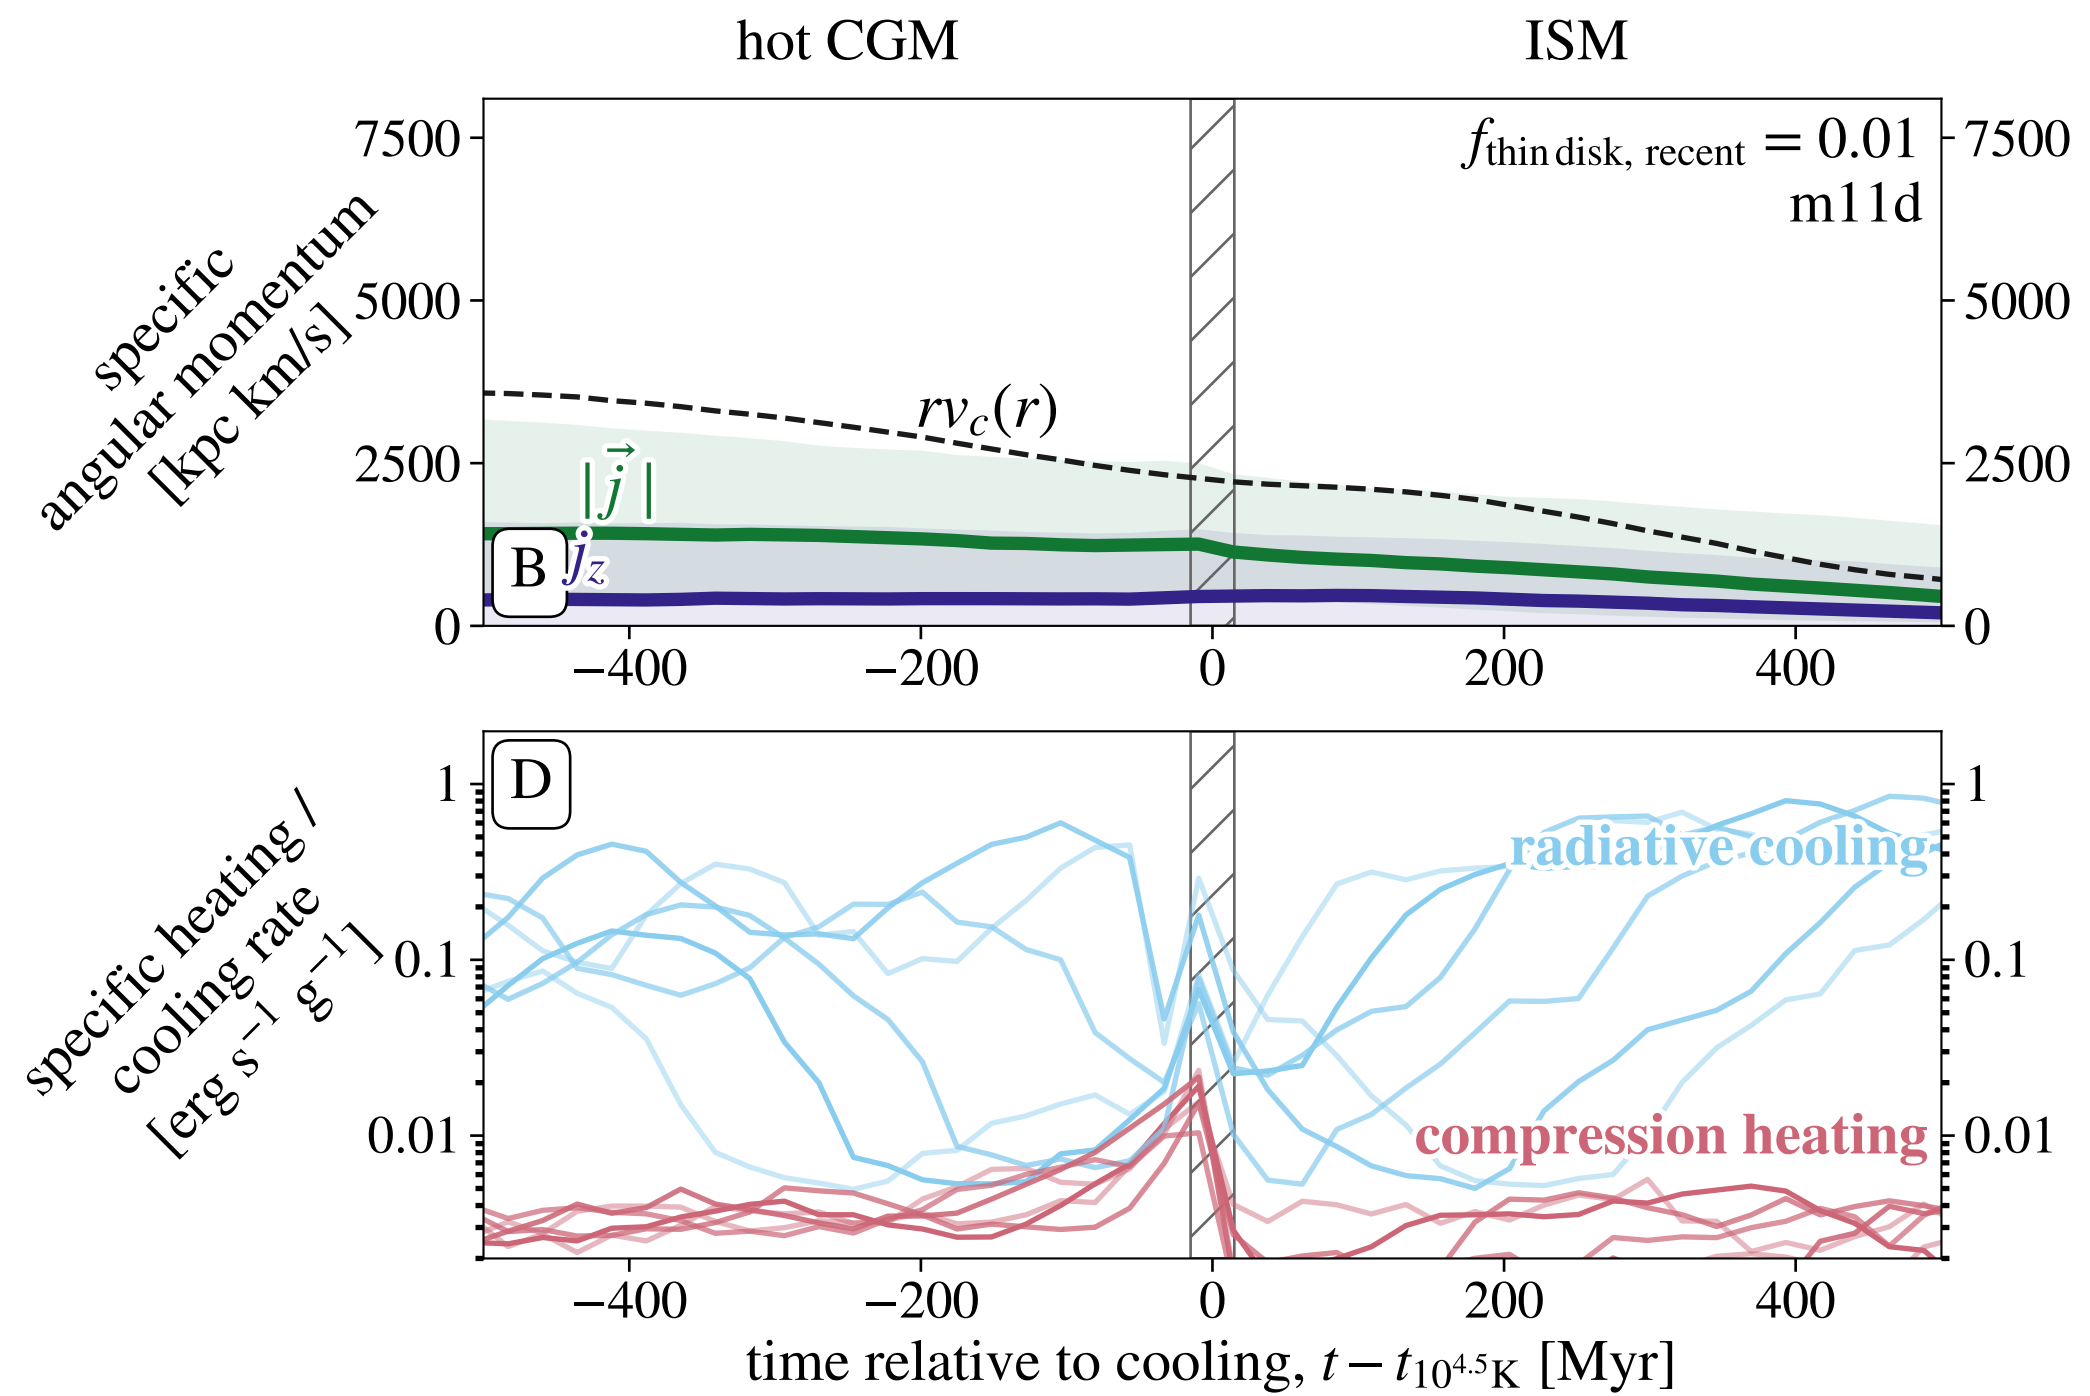 hot CGM
ISM
7500
5000
2500
0
specific
angular momentum
[kpc km/s]
f_thin disk, recent = 0.01
m11d
rv_c(r)
|j⃗|
j_z
B
7500
5000
2500
0
−400
−200
0
200
400
D
1
0.1
0.01
specific heating /
cooling rate
[erg s⁻¹ g⁻¹]
radiative cooling
compression heating
1
0.1
0.01
−400
−200
0
200
400
time relative to cooling, t − t_10^4.5 K [Myr]